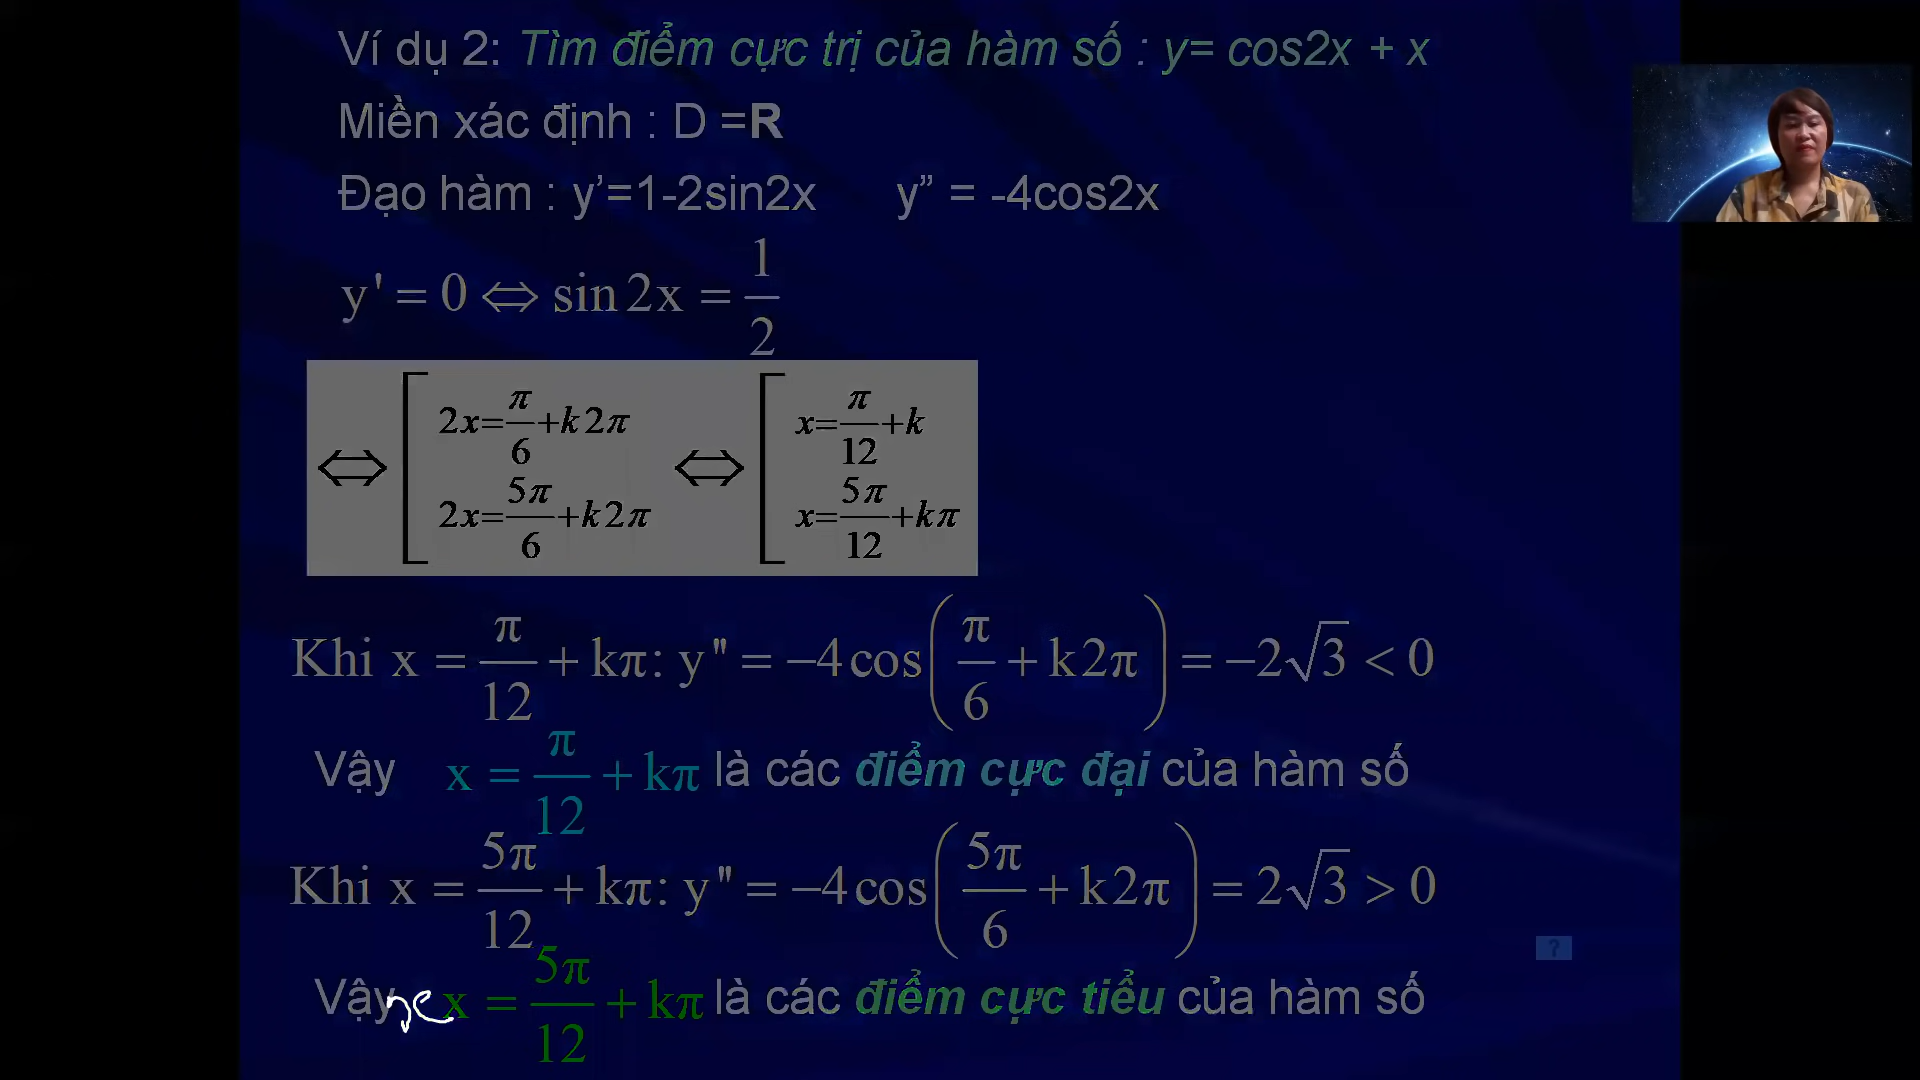 Ví dụ 2: Tìm điểm cực trị của hàm số : y= cos2x + x
Miền xác định : D =R
Đạo hàm : y’=1-2sin2x y” = -4cos2x
y' = 0 ⇔ sin 2x = 1/2
⇔ [ 2x=π/6+k2π ⇔ [ x=π/12+k
2x=5π/6+k2π x=5π/12+kπ
Khi x = π/12 + kπ: y" = −4cos(π/6 + k2π) = −2√3 < 0
Vậy x = π/12 + kπ là các điểm cực đại của hàm số
Khi x = 5π/12 + kπ: y" = −4cos(5π/6 + k2π) = 2√3 > 0
?
Vậy x = 5π/12 + kπ là các điểm cực tiểu của hàm số